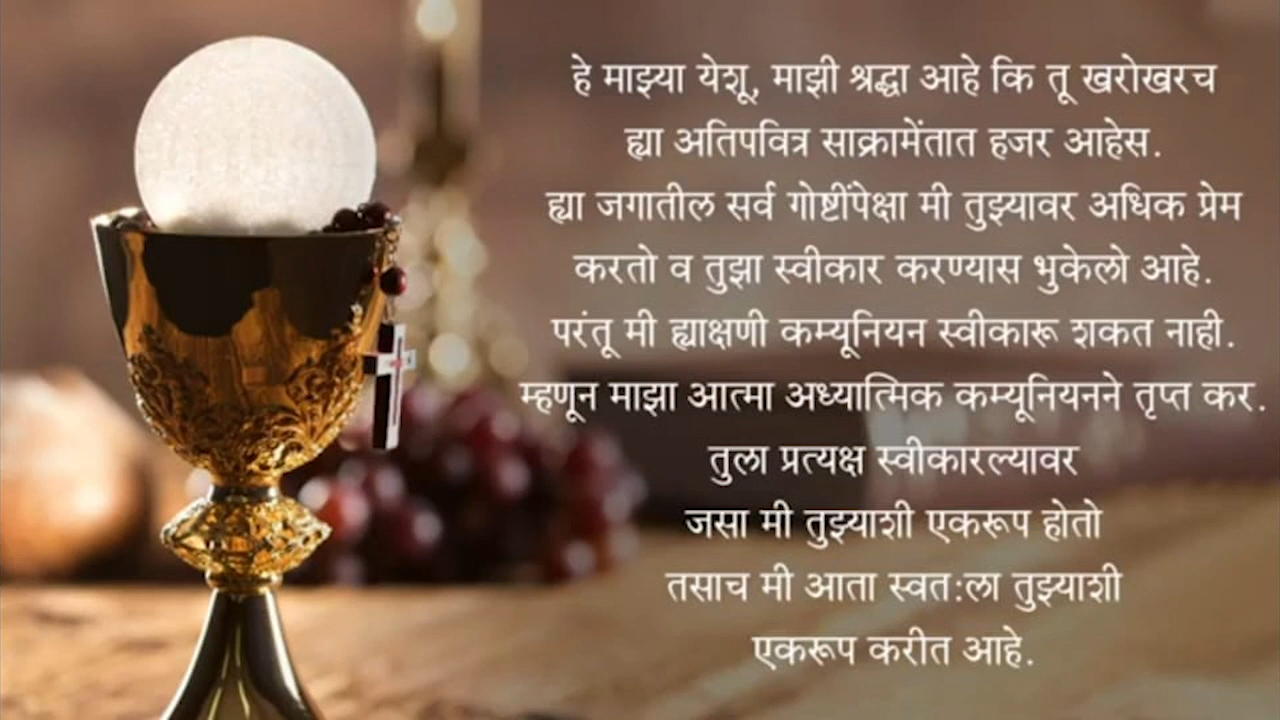 हे माझ्या येशू, माझी श्रद्धा आहे कि तू खरोखरच
ह्या अतिपवित्र साक्रामेंतात हजर आहेस.
ह्या जगातील सर्व गोष्टींपेक्षा मी तुझ्यावर अधिक प्रेम
करतो व तुझा स्वीकार करण्यास भुकेलो आहे.
परंतू मी ह्याक्षणी कम्यूनियन स्वीकारू शकत नाही.
म्हणून माझा आत्मा अध्यात्मिक कम्यूनियनने तृप्त कर.
तुला प्रत्यक्ष स्वीकारल्यावर
जसा मी तुझ्याशी एकरूप होतो
तसाच मी आता स्वत:ला तुझ्याशी
एकरूप करीत आहे.